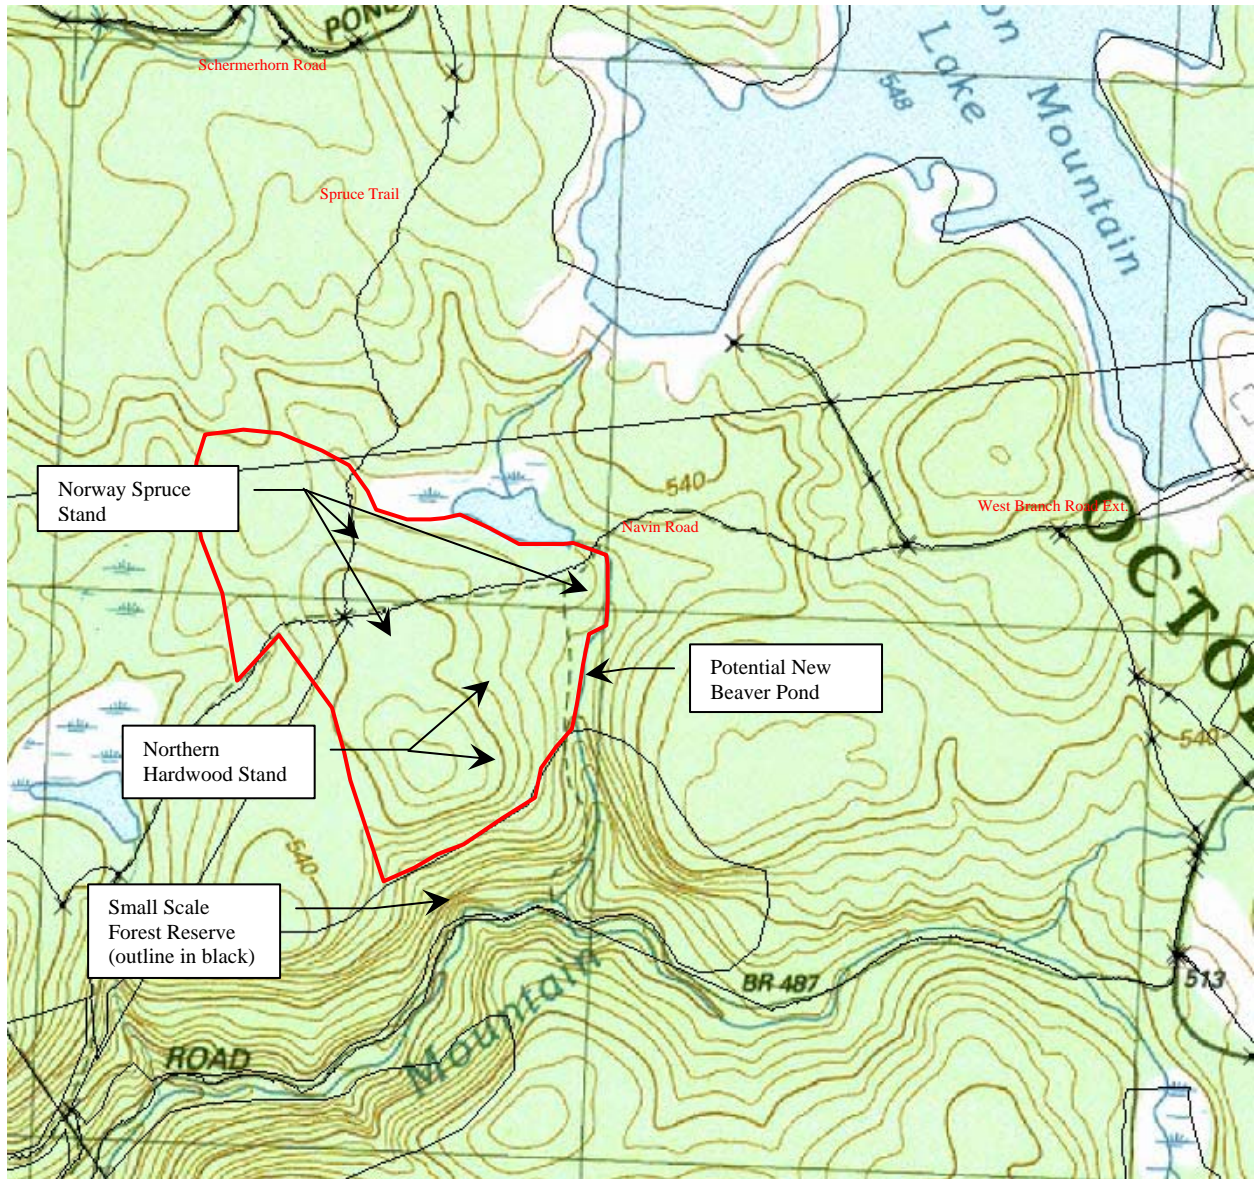 POND
Schermerhorn Road
on
Lake
548
Mountain
Spruce Trail
Norway Spruce
Stand
540
Navin Road
West Branch Road Ext.
OCTO
Potential New
Beaver Pond
Northern
Hardwood Stand
540
540
Small Scale
Forest Reserve
(outline in black)
BR 487
513
Mountain
ROAD